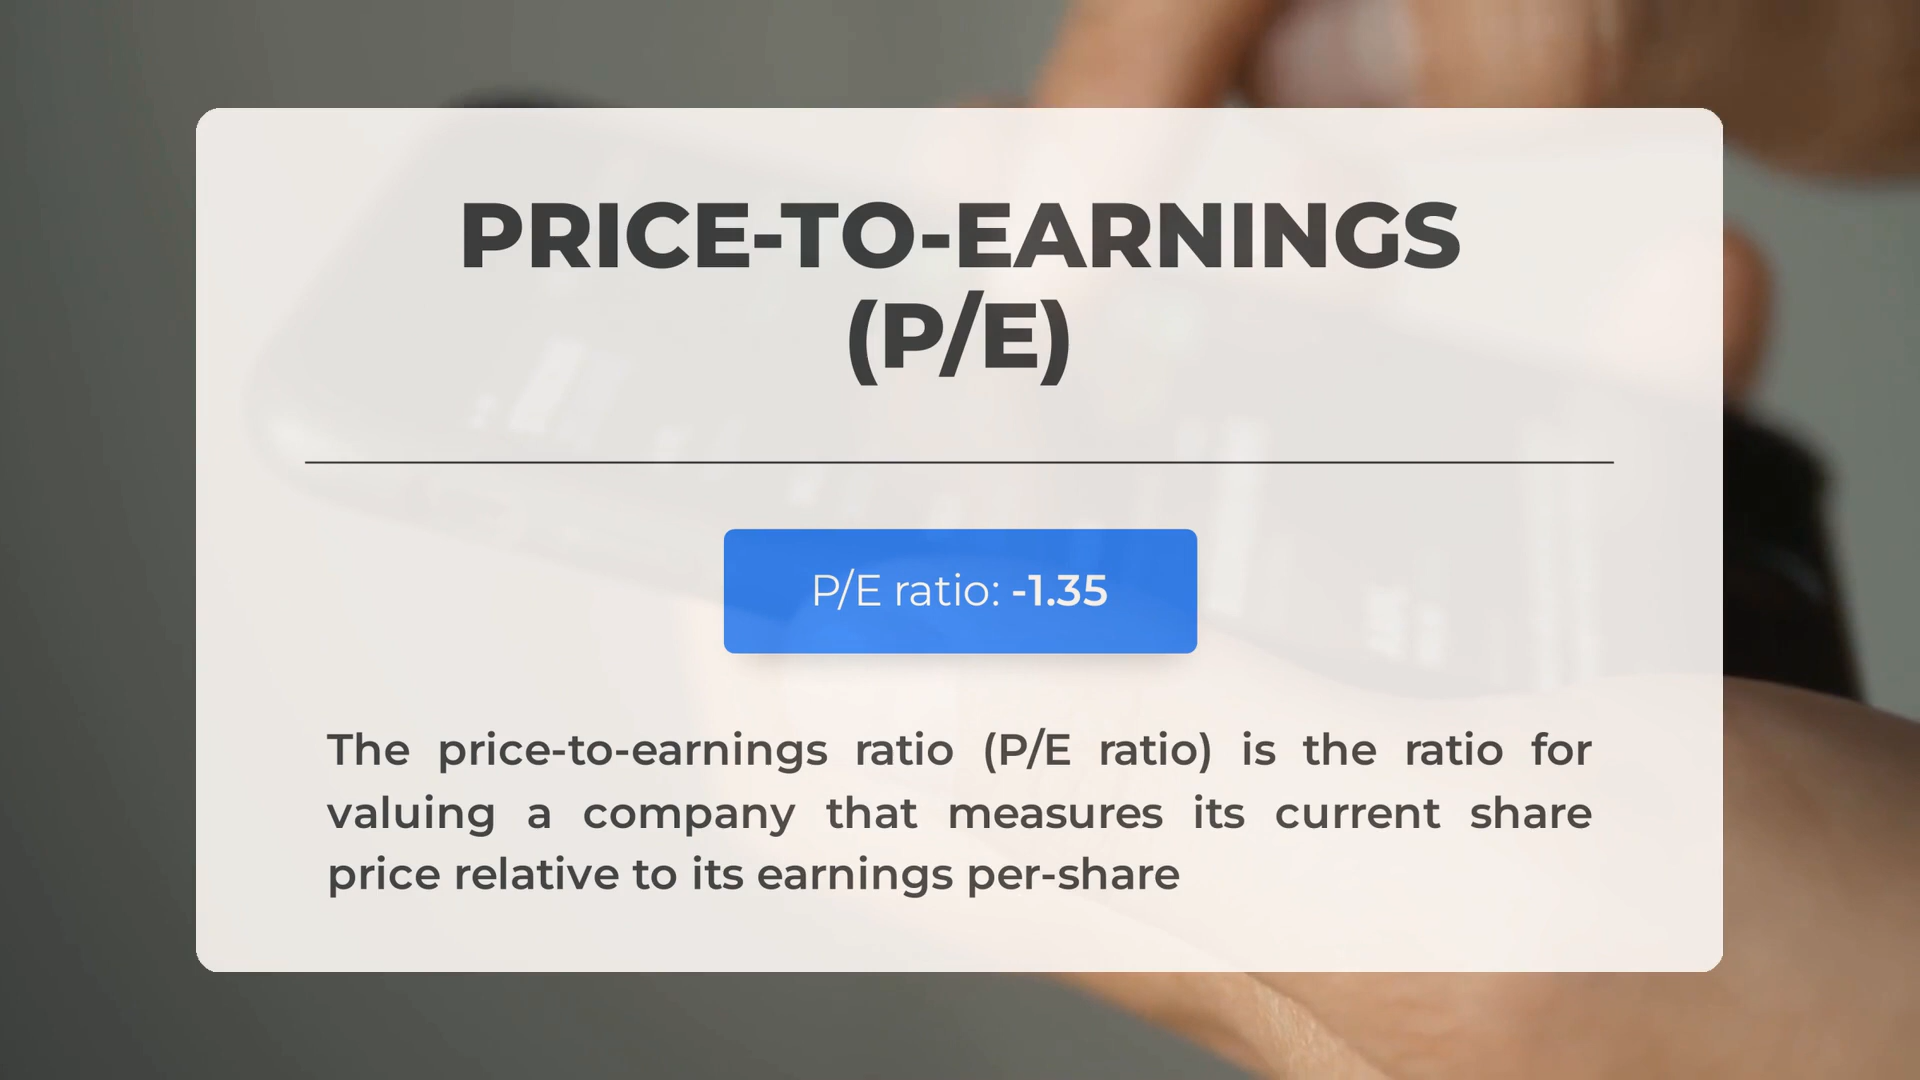 PRICE-TO-EARNINGS
(P/E)
P/E ratio: -1.35
The price-to-earnings ratio (P/E ratio) is the ratio for
valuing a company that measures its current share
price relative to its earnings per-share